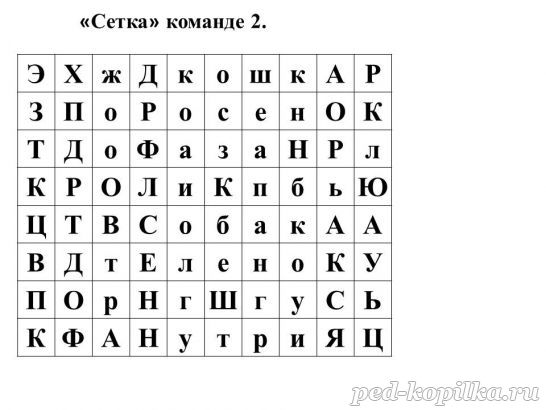 «Сетка» команде 2.
Э Х ж Д к о ш к А Р
З П о Р о с е н О К
Т Д о Ф а з а Н Р л
К Р О Л и К п б ь Ю
Ц Т В С о б а к А А
В Д т Е л е н о К У
П О р Н г Ш г у С Ь
К Ф А Н у т р и Я Ц
ped-kopilka.ru